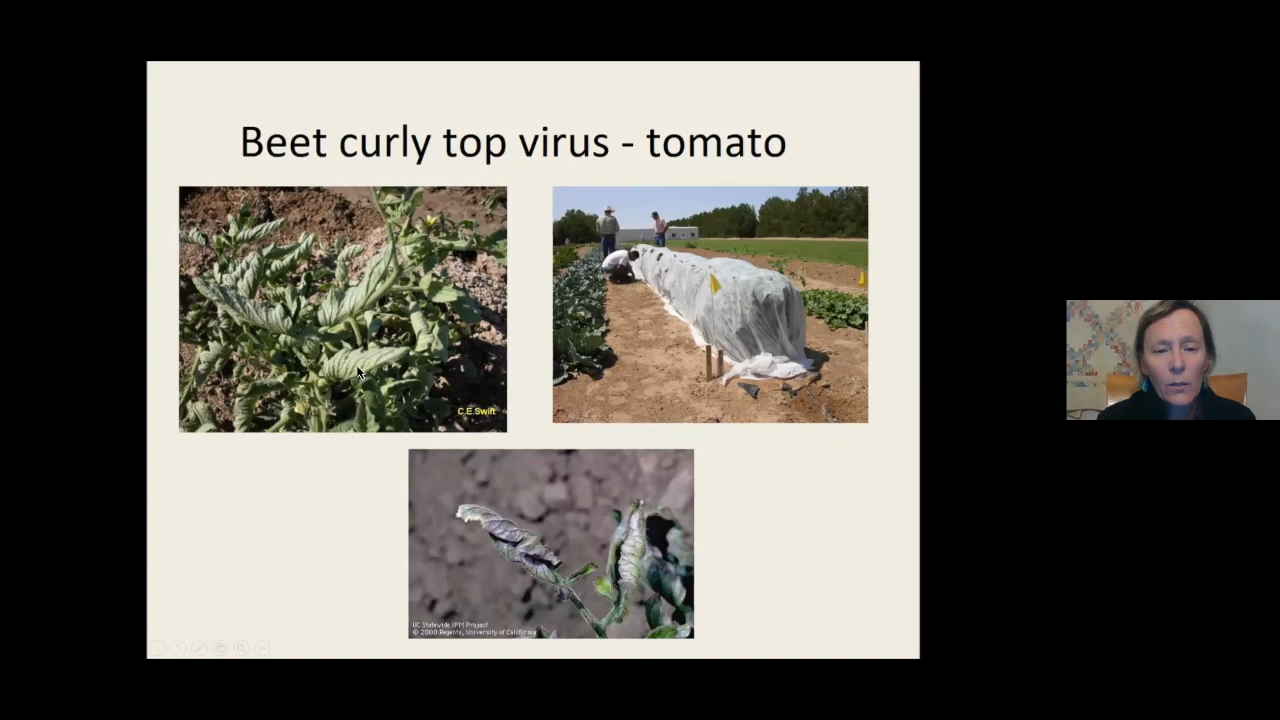 Beet curly top virus - tomato
C.E.Swift
UC Statewide IPM Project
© 2000 Regents, University of California